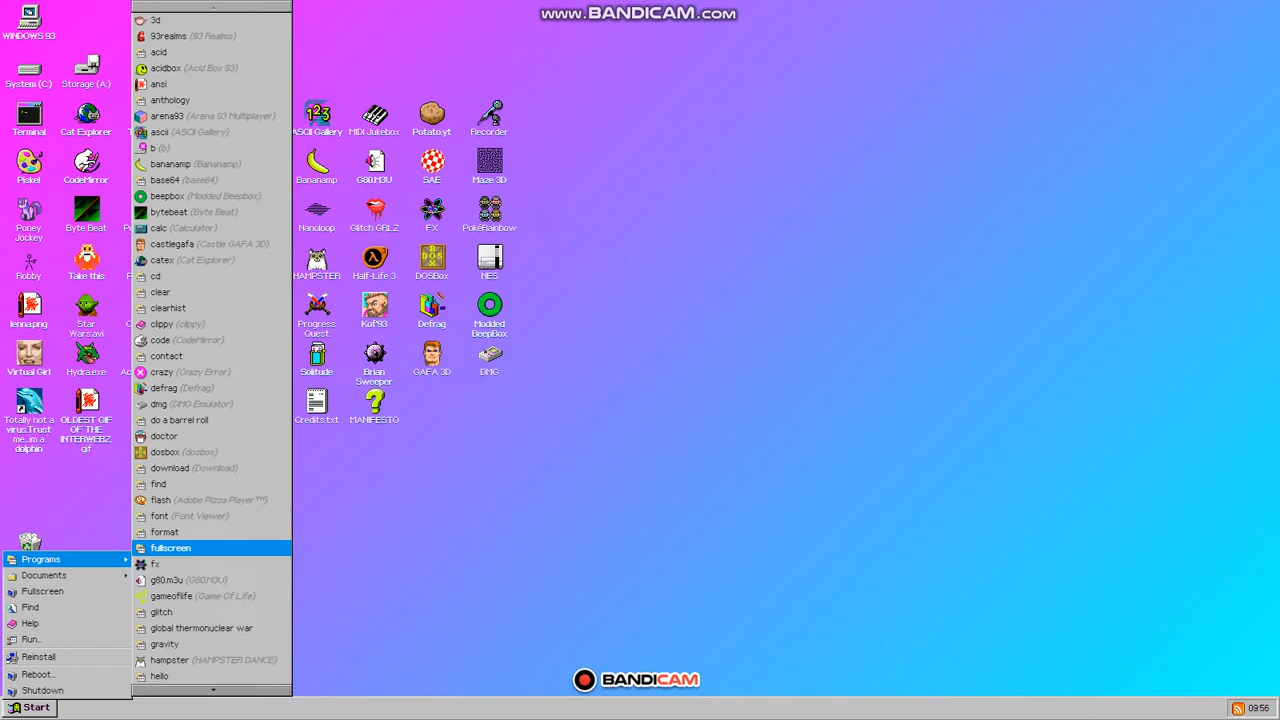 www.BANDICAM.com
WINDOWS 93
System (C:)
Storage (A:)
Terminal
Cat Explorer
Piskel
CodeMirror
Poney
Jockey
Byte Beat
Robby
Take this
lenna.png
Star
Wars.avi
Virtual Girl
Hydra.exe
Totally not a
virus.Trust
me...im a
dolphin
OLDEST GIF
OF THE
INTERWEBZ.
gif
3d
93realms (93 Realms)
acid
acidbox (Acid Box 93)
ansi
anthology
arena93 (Arena 93 Multiplayer)
ascii (ASCII Gallery)
b (b)
bananamp (Bananamp)
base64 (base64)
beepbox (Modded Beepbox)
bytebeat (Byte Beat)
calc (Calculator)
castlegafa (Castle GAFA 3D)
catex (Cat Explorer)
cd
clear
clearhist
clippy (clippy)
code (CodeMirror)
contact
crazy (Crazy Error)
defrag (Defrag)
dmg (DMG Emulator)
do a barrel roll
doctor
dosbox (dosbox)
download (Download)
find
flash (Adobe Pizza Player™)
font (Font Viewer)
format
fullscreen
fx
g80.m3u (G80.M3U)
gameoflife (Game Of Life)
glitch
global thermonuclear war
gravity
hampster (HAMPSTER DANCE)
hello
ASCII Gallery
MIDI Jukebox
Potato.yt
Recorder
Bananamp
G80.M3U
SAE
Maze 3D
Nanoloop
Glitch GRLZ
FX
PokéRainbow
HAMPSTER
Half-Life 3
DOSBox
NES
Progress
Quest
Kof'93
Defrag
Modded
BeepBox
Solitude
Brian
Sweeper
GAFA 3D
DMG
Credits.txt
MANIFESTO
Programs
Documents
Fullscreen
Find
Help
Run...
Reinstall
Reboot...
Shutdown
BANDICAM
Start
09:56